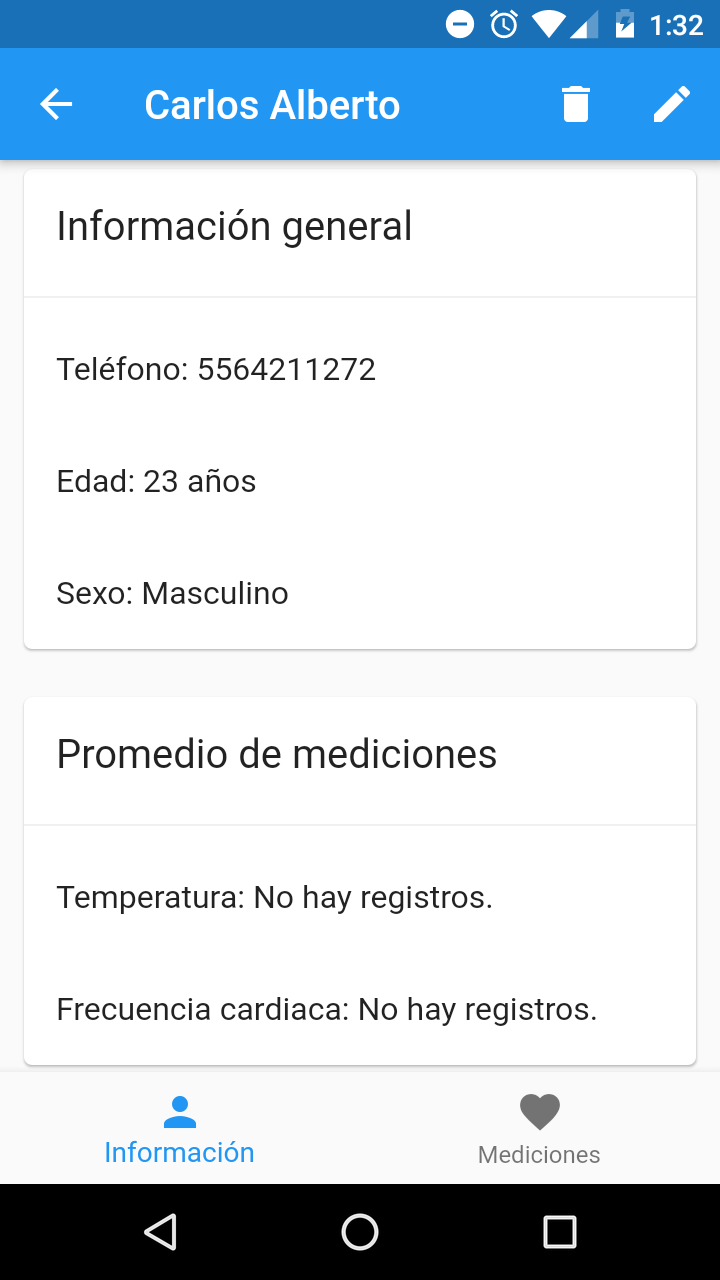 1:32
Carlos Alberto
Información general
Teléfono: 5564211272
Edad: 23 años
Sexo: Masculino
Promedio de mediciones
Temperatura: No hay registros.
Frecuencia cardiaca: No hay registros.
Información
Mediciones